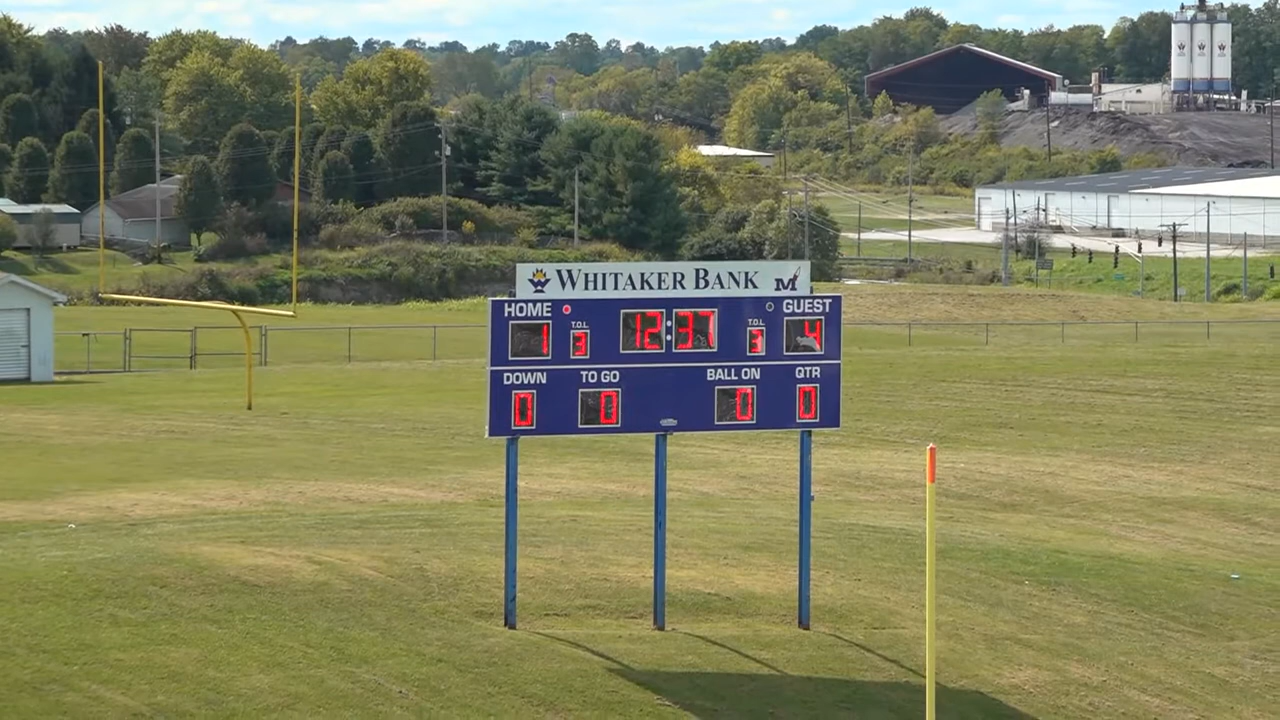 WHITAKER BANK M
HOME GUEST
T.O.L T.O.L
1 3 12:37 3 4
DOWN TO GO BALL ON QTR
0 0 0 0